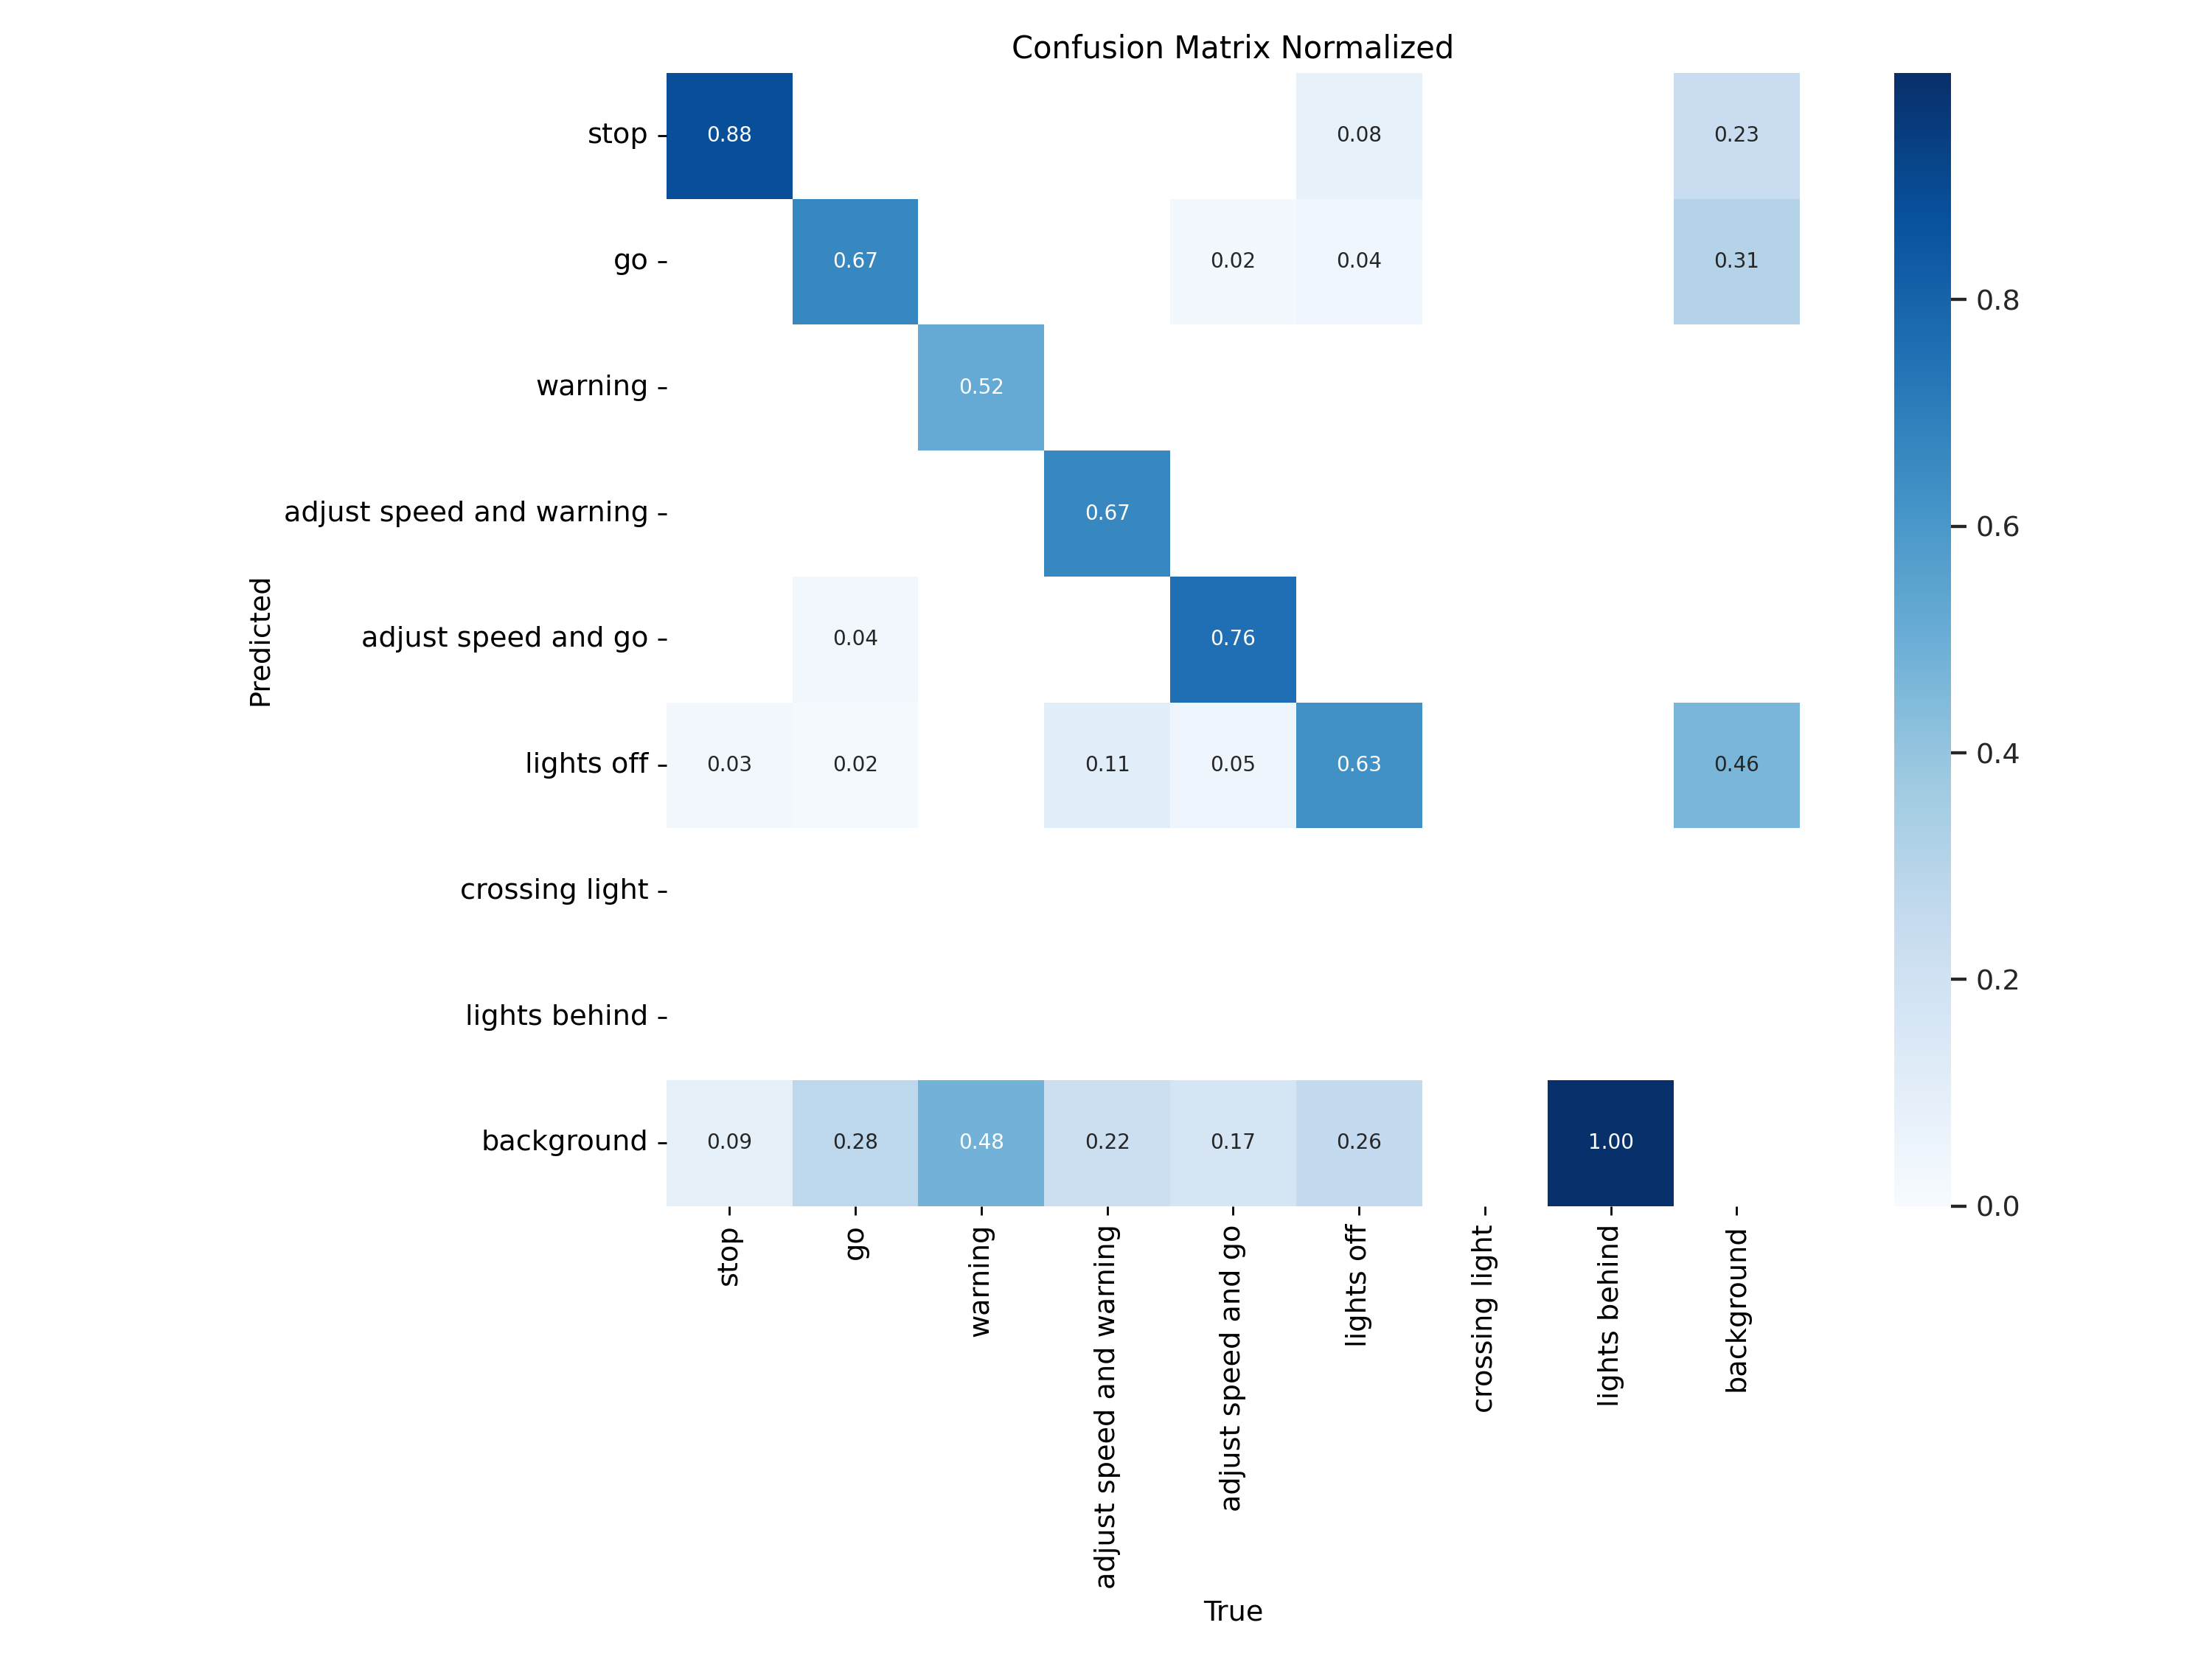 Confusion Matrix Normalized
stop
0.88
0.08
0.23
go
0.67
0.02
0.04
0.31
0.8
warning
0.52
adjust speed and warning
0.67
0.6
Predicted
adjust speed and go
0.04
0.76
lights off
0.03
0.02
0.11
0.05
0.63
0.46
0.4
crossing light
lights behind
0.2
background
0.09
0.28
0.48
0.22
0.17
0.26
1.00
0.0
stop
go
warning
adjust speed and warning
adjust speed and go
lights off
crossing light
lights behind
background
True